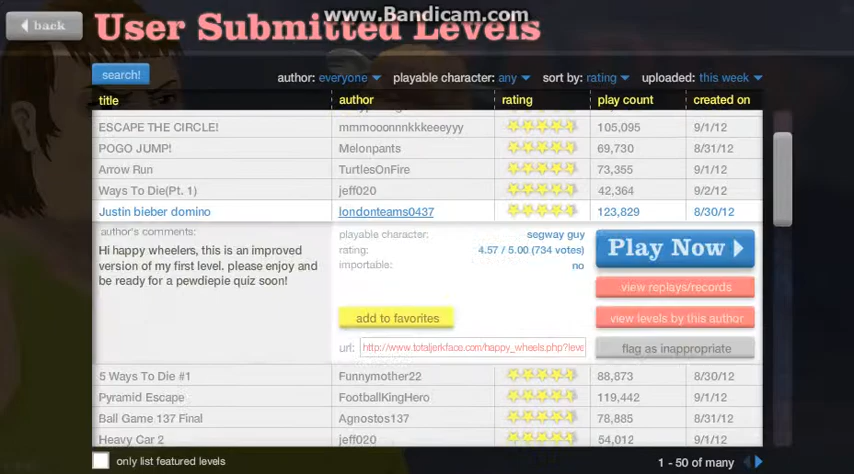 www.Bandicam.com
back
User Submitted Levels
search!
author: everyone playable character: any sort by: rating uploaded: this week
title author rating play count created on
ESCAPE THE CIRCLE! mmmooonnnkkkeeeyyy 105,095 9/1/12
POGO JUMP! Melonpants 69,730 8/31/12
Arrow Run TurtlesOnFire 73,355 9/1/12
Ways To Die(Pt. 1) jeff020 42,364 9/2/12
Justin bieber domino londonteams0437 123,829 8/30/12
author's comments:
Hi happy wheelers, this is an improved
version of my first level. please enjoy and
be ready for a pewdiepie quiz soon!
playable character: segway guy
rating: 4.57 / 5.00 (734 votes)
importable: no
add to favorites
url: http://www.totaljerkface.com/happy_wheels.php?leve
Play Now
view replays/records
view levels by this author
flag as inappropriate
5 Ways To Die #1 Funnymother22 88,873 8/30/12
Pyramid Escape FootballKingHero 119,442 9/1/12
Ball Game 137 Final Agnostos137 78,885 8/31/12
Heavy Car 2 jeff020 54,012 9/1/12
only list featured levels
1 - 50 of many